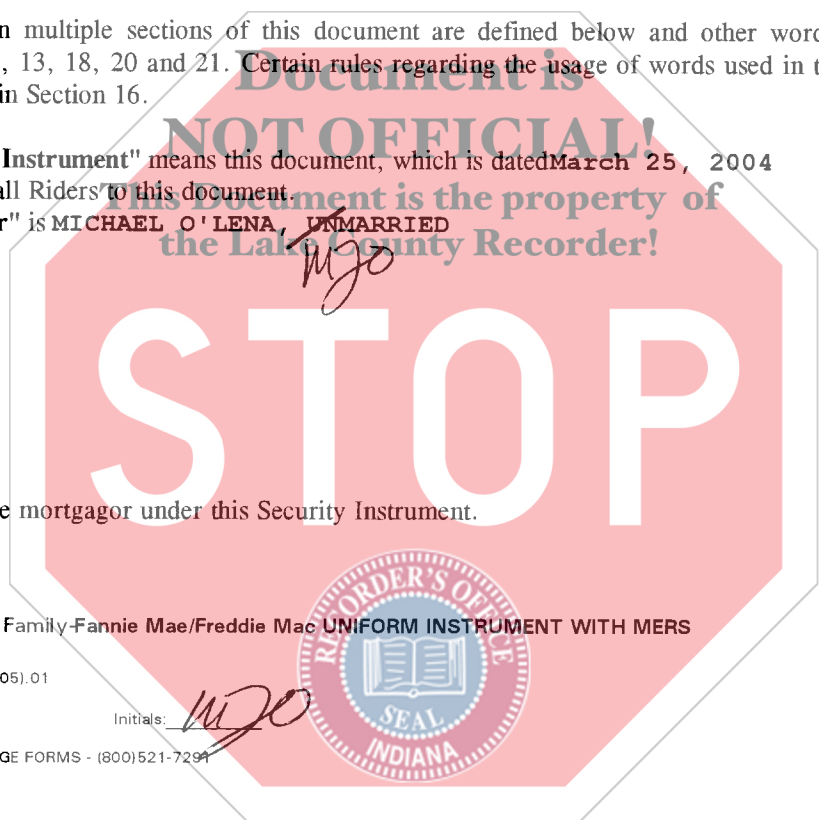 n multiple sections of this document are defined below and other word
, 13, 18, 20 and 21. Certain rules regarding the usage of words used in t
in Section 16.
Document is
NOT OFFICIAL!
This Document is the property of
the Lake County Recorder!
Instrument" means this document, which is dated March 25, 2004
all Riders to this document.
r" is MICHAEL O'LENA, UNMARRIED
MJO
STOP
e mortgagor under this Security Instrument.
Family-Fannie Mae/Freddie Mac UNIFORM INSTRUMENT WITH MERS
05).01
Initials: MJO
GE FORMS - (800)521-7291
RECORDER'S OFFICE
SEAL
INDIANA